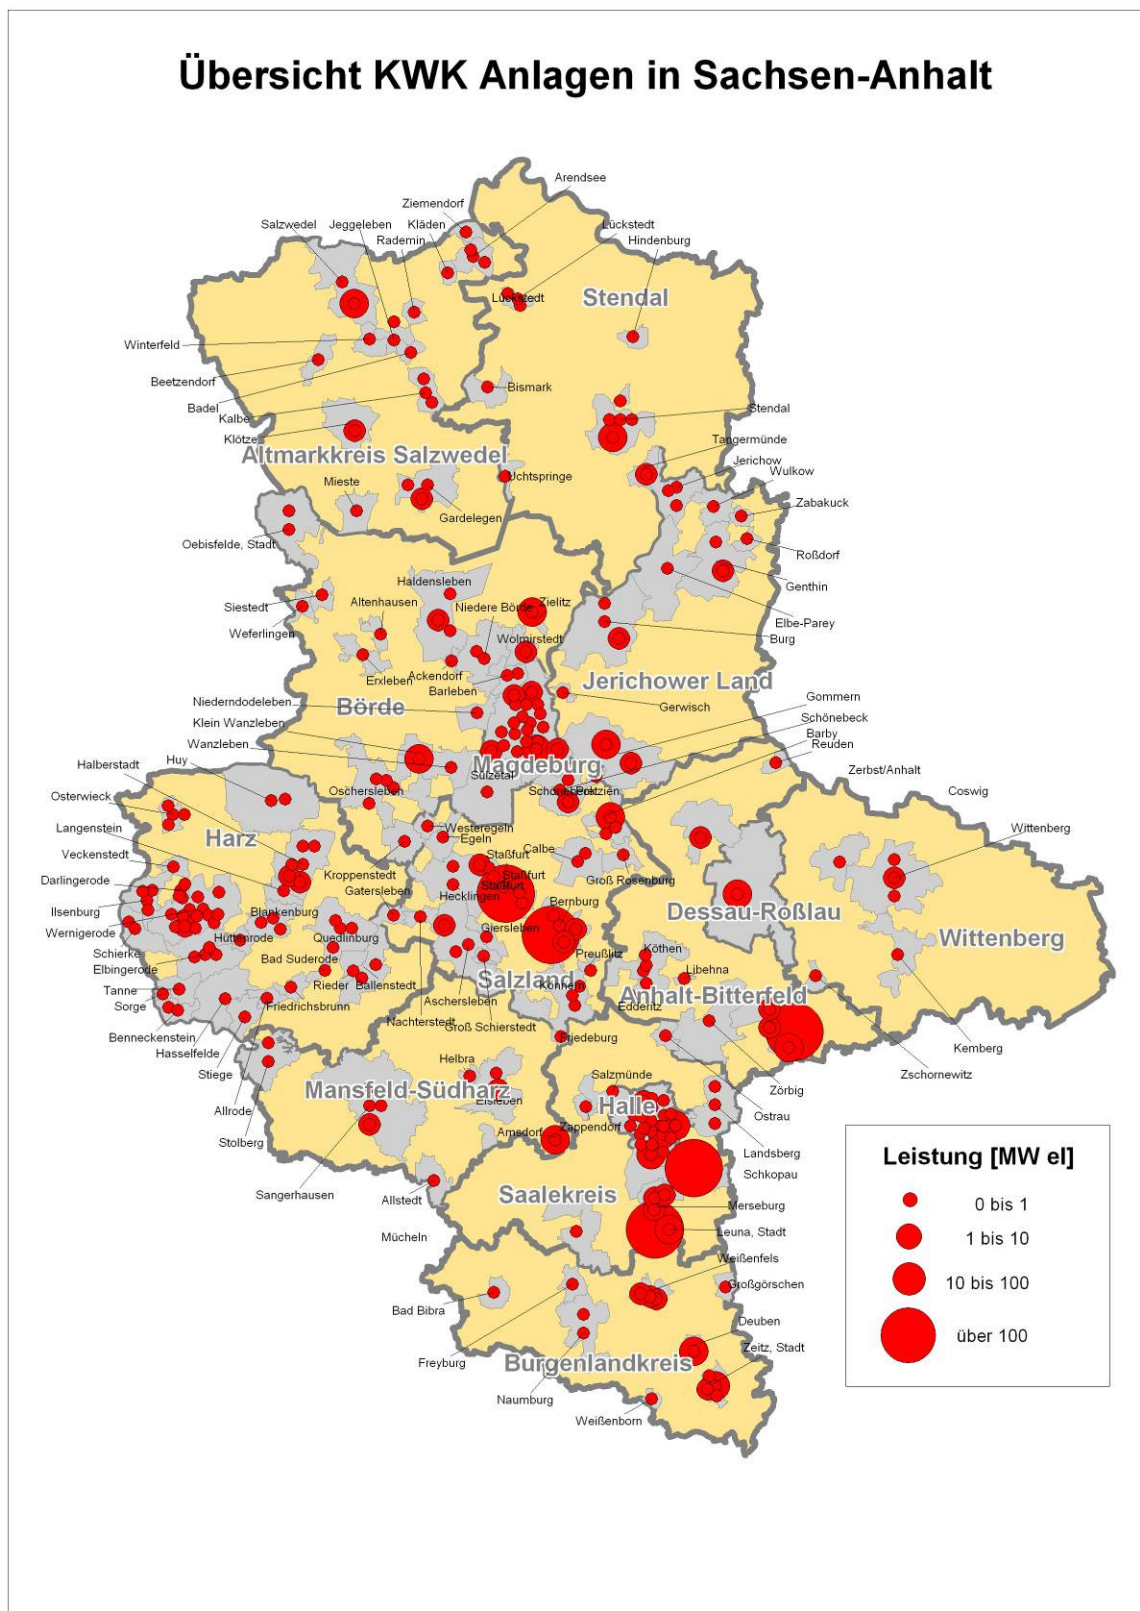 Übersicht KWK Anlagen in Sachsen-Anhalt
Arendsee
Ziemendorf
Salzwedel
Jeggeleben
Kläden
Lückstedt
Rademin
Hindenburg
Lückstedt
Stendal
Winterfeld
Beetzendorf
Bismark
Badel
Stendal
Kalbe
Klötze
Tangermünde
Altmarkkreis Salzwedel
Jerichow
Wulkow
Mieste
Uchtspringe
Zabakuck
Gardelegen
Oebisfelde, Stadt
Roßdorf
Haldensleben
Genthin
Siestedt
Altenhausen
Niedere Börde
Zielitz
Weferlingen
Elbe-Parey
Wolmirstedt
Burg
Ackendorf
Erxleben
Jerichower Land
Barleben
Niederndodeleben
Börde
Gerwisch
Gommern
Klein Wanzleben
Schönebeck
Barby
Wanzleben
Reuden
Halberstadt
Huy
Magdeburg
Zerbst/Anhalt
Sülzetal
Oschersleben
Schönebeck
Pretzien
Coswig
Osterwieck
Langenstein
Harz
Westeregeln
Wittenberg
Egeln
Veckenstedt
Calbe
Staßfurt
Kroppenstedt
Groß Rosenburg
Staßfurt
Darlingerode
Staßfurt
Gatersleben
Hecklingen
Ilsenburg
Bernburg
Blankenburg
Dessau-Roßlau
Wernigerode
Giersleben
Hüttenrode
Quedlinburg
Wittenberg
Schierke
Bad Suderode
Preußlitz
Köthen
Elbingerode
Salzland
Libehna
Tanne
Rieder
Ballenstedt
Aschersleben
Könnern
Anhalt-Bitterfeld
Sorge
Friedrichsbrunn
Nachterstedt
Edderitz
Benneckenstein
Groß Schierstedt
Friedeburg
Kemberg
Hasselfelde
Zschornewitz
Stiege
Helbra
Salzmünde
Zörbig
Mansfeld-Südharz
Eisleben
Halle
Allrode
Ostrau
Amsdorf
Zappendorf
Stolberg
Landsberg
Schkopau
Sangerhausen
Allstedt
Saalekreis
Merseburg
Mücheln
Leuna, Stadt
Weißenfels
Großgörschen
Bad Bibra
Deuben
Zeitz, Stadt
Freyburg
Burgenlandkreis
Naumburg
Weißenborn
Leistung [MW el]
0 bis 1
1 bis 10
10 bis 100
über 100